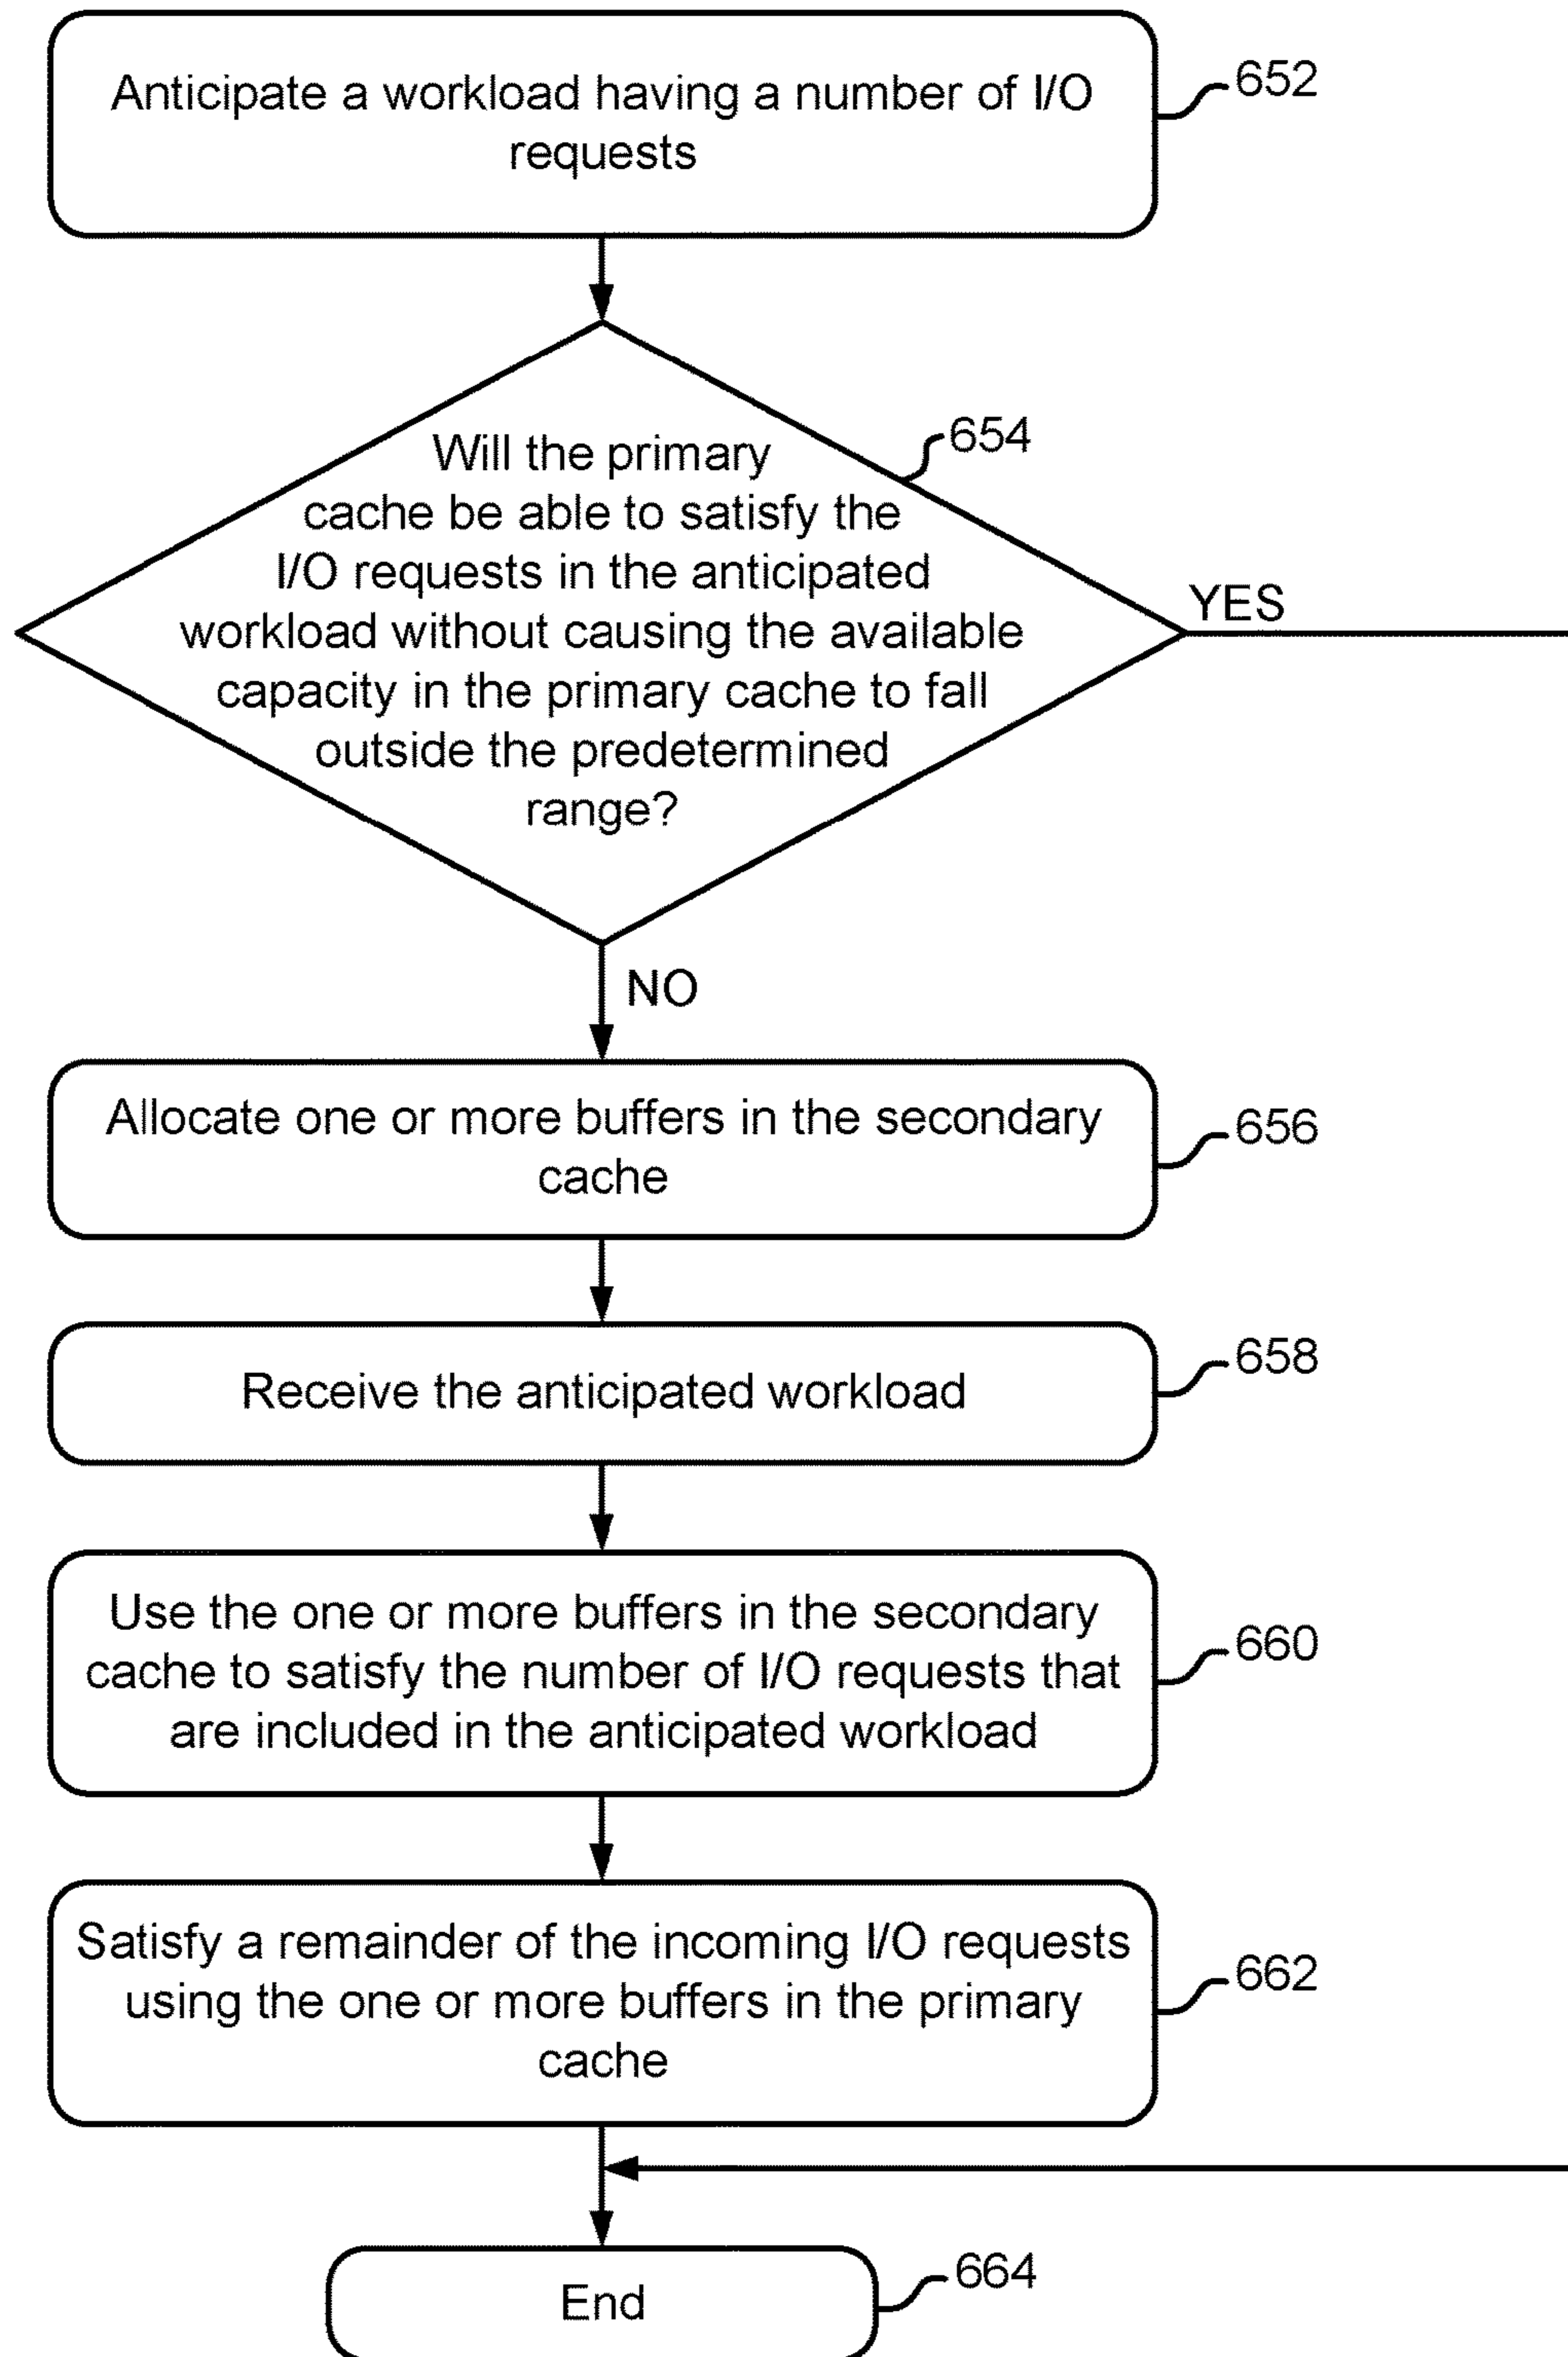 Anticipate a workload having a number of I/O
requests
652
654
Will the primary
cache be able to satisfy the
I/O requests in the anticipated
workload without causing the available
capacity in the primary cache to fall
outside the predetermined
range?
YES
NO
Allocate one or more buffers in the secondary
cache
656
Receive the anticipated workload
658
Use the one or more buffers in the secondary
cache to satisfy the number of I/O requests that
are included in the anticipated workload
660
Satisfy a remainder of the incoming I/O requests
using the one or more buffers in the primary
cache
662
End
664